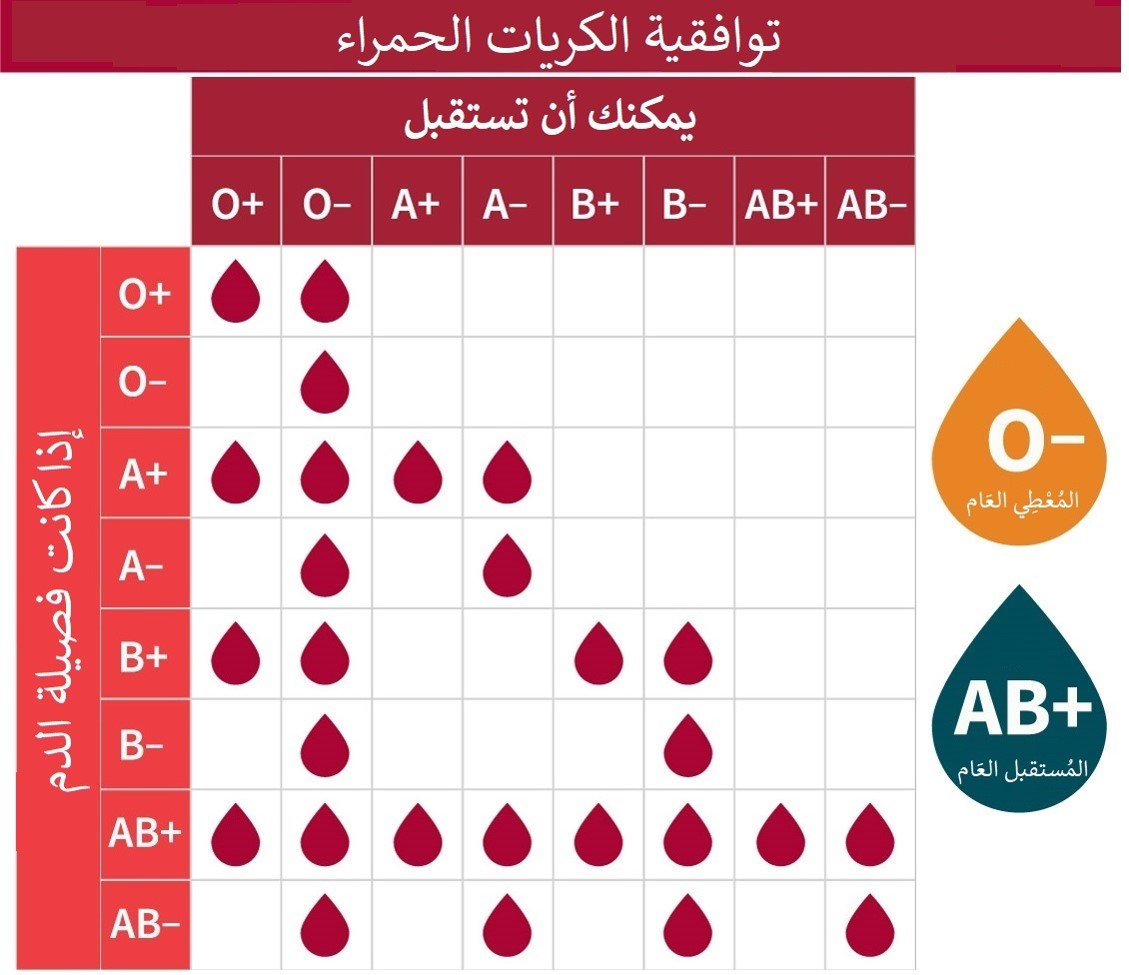 توافقية الكريات الحمراء
يمكنك أن تستقبل
O+ O– A+ A– B+ B– AB+ AB–
إذا كانت فصيلة الدم
O+
O–
A+
A–
B+
B–
AB+
AB–
O–
المُعْطِي العَام
AB+
المُستقبل العَام